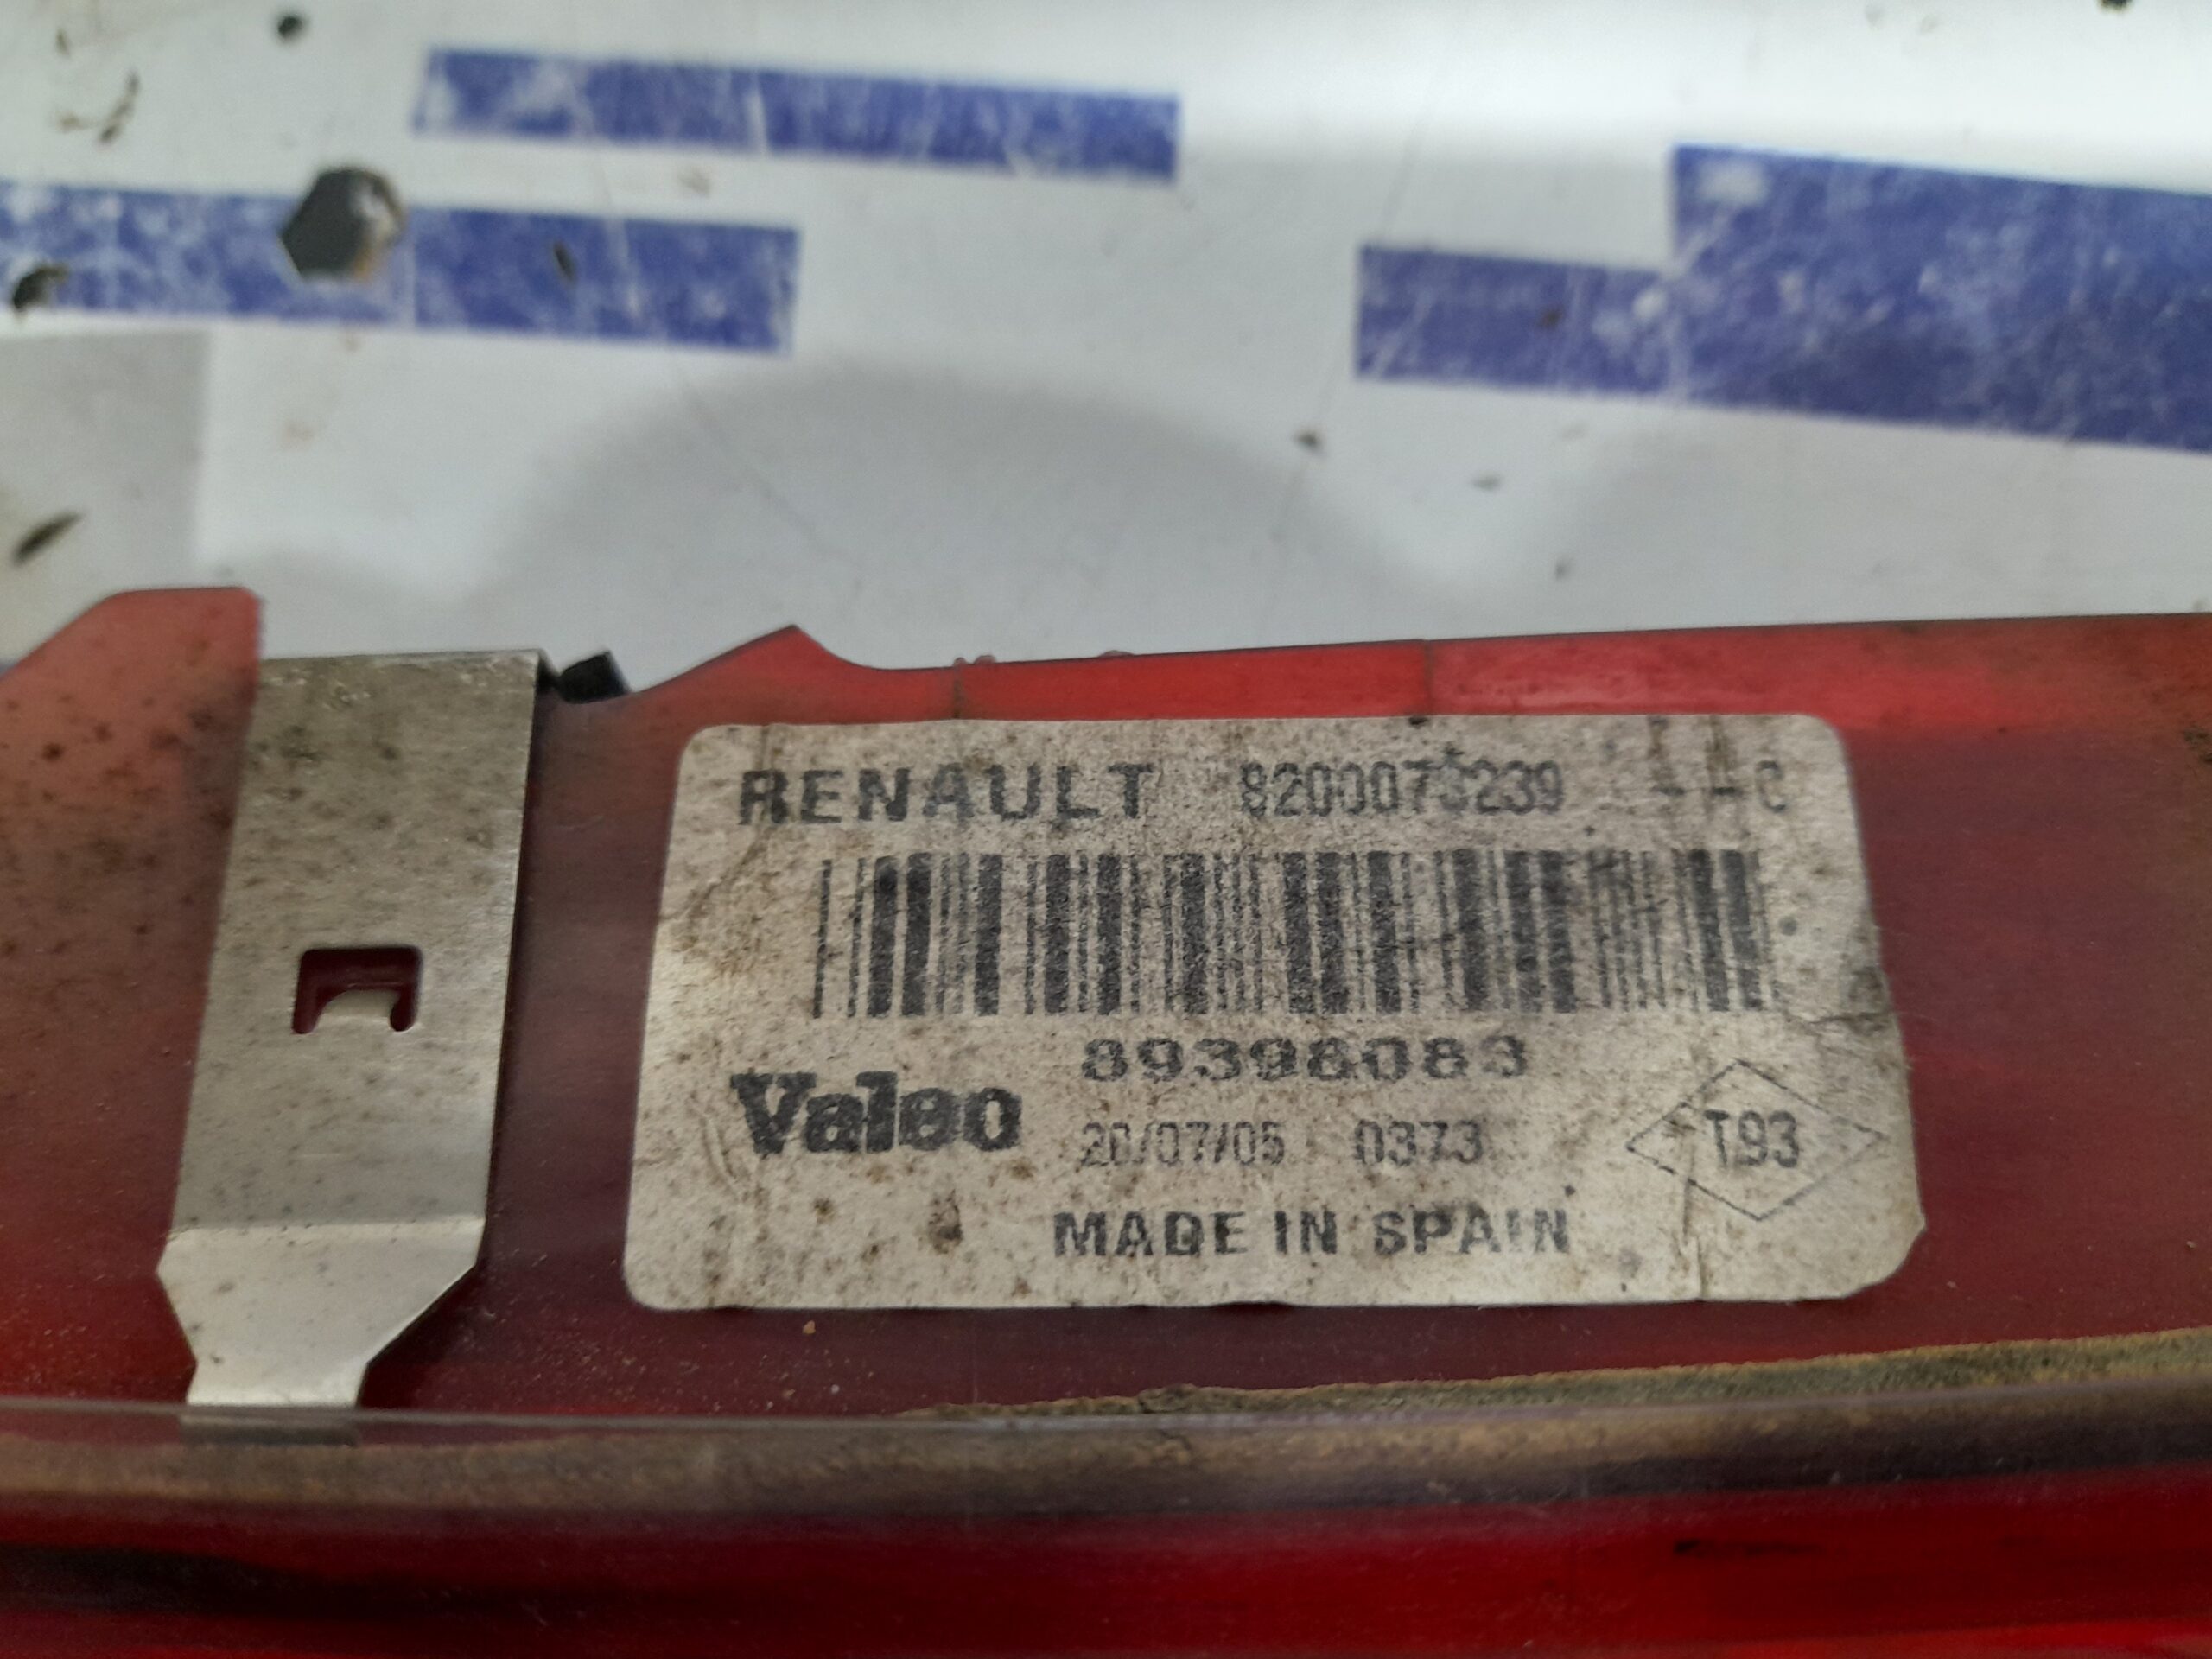 RENAULT 8200073239 --C
89398083
Valeo
20/07/05 0373
T93
MADE IN SPAIN